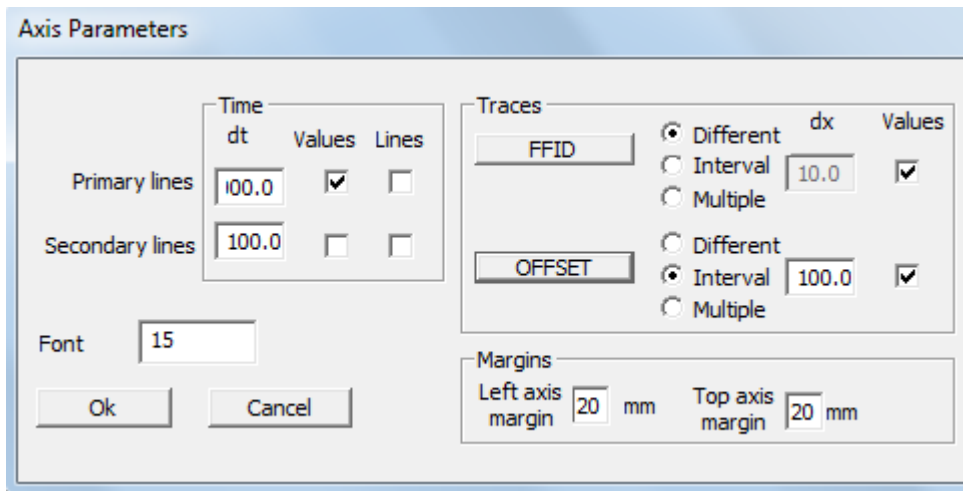 Axis Parameters
Time
dt Values Lines
Primary lines 00.0
Secondary lines 100.0
Font 15
Ok Cancel
Traces
dx Values
FFID
Different
Interval 10.0
Multiple
OFFSET
Different
Interval 100.0
Multiple
Margins
Left axis margin 20 mm
Top axis margin 20 mm